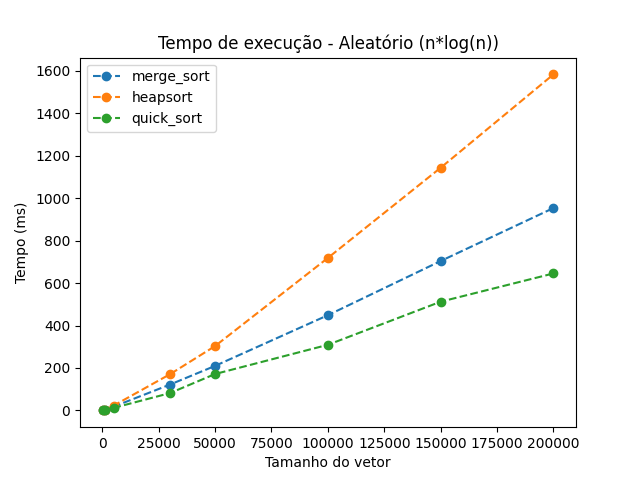 Tempo de execução - Aleatório (n*log(n))
merge_sort
heapsort
quick_sort
1600
1400
1200
1000
800
600
400
200
0
Tempo (ms)
0 25000 50000 75000 100000 125000 150000 175000 200000
Tamanho do vetor